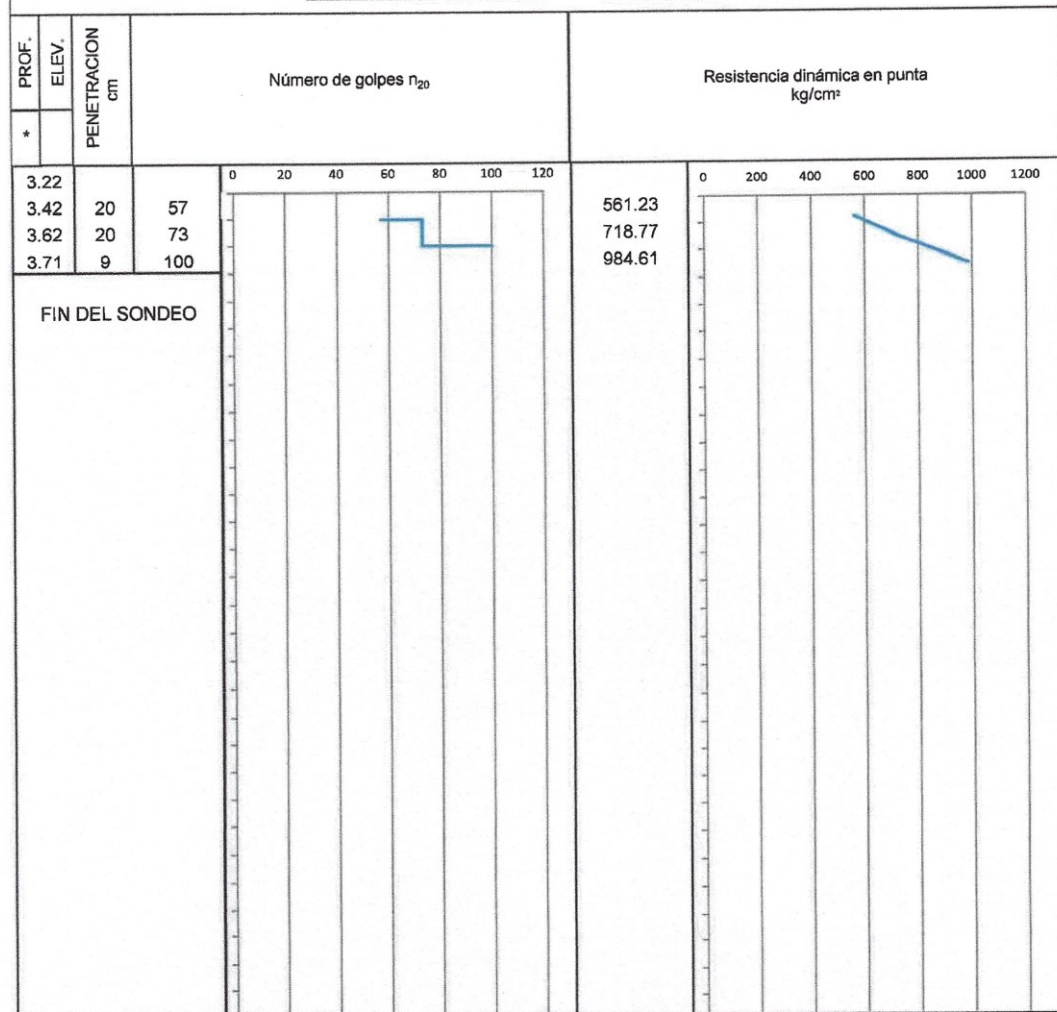 PROF.
ELEV.
PENETRACION
cm
Número de golpes n₂₀
Resistencia dinámica en punta
kg/cm²
*
0 20 40 60 80 100 120
0 200 400 600 800 1000 1200
3.22
3.42 20 57 561.23
3.62 20 73 718.77
3.71 9 100 984.61
FIN DEL SONDEO